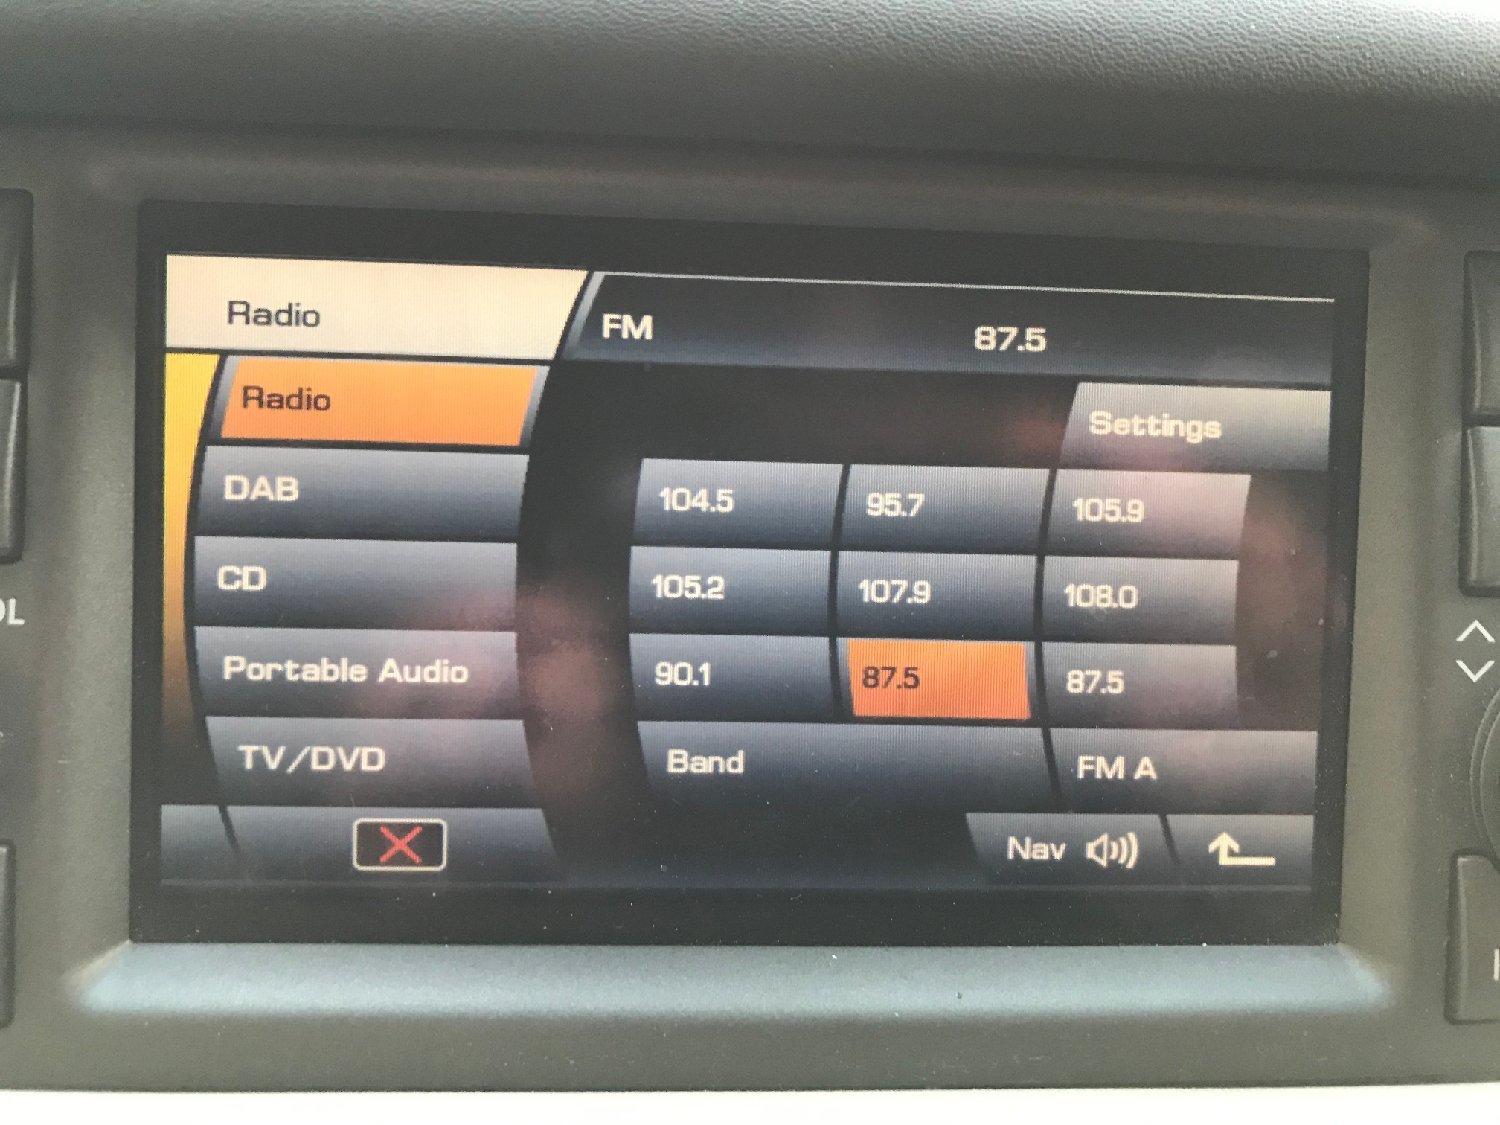 Radio
FM 87.5
Radio
Settings
DAB
104.5 95.7 105.9
CD
105.2 107.9 108.0
Portable Audio
90.1 87.5 87.5
TV/DVD
Band FM A
Nav
OL